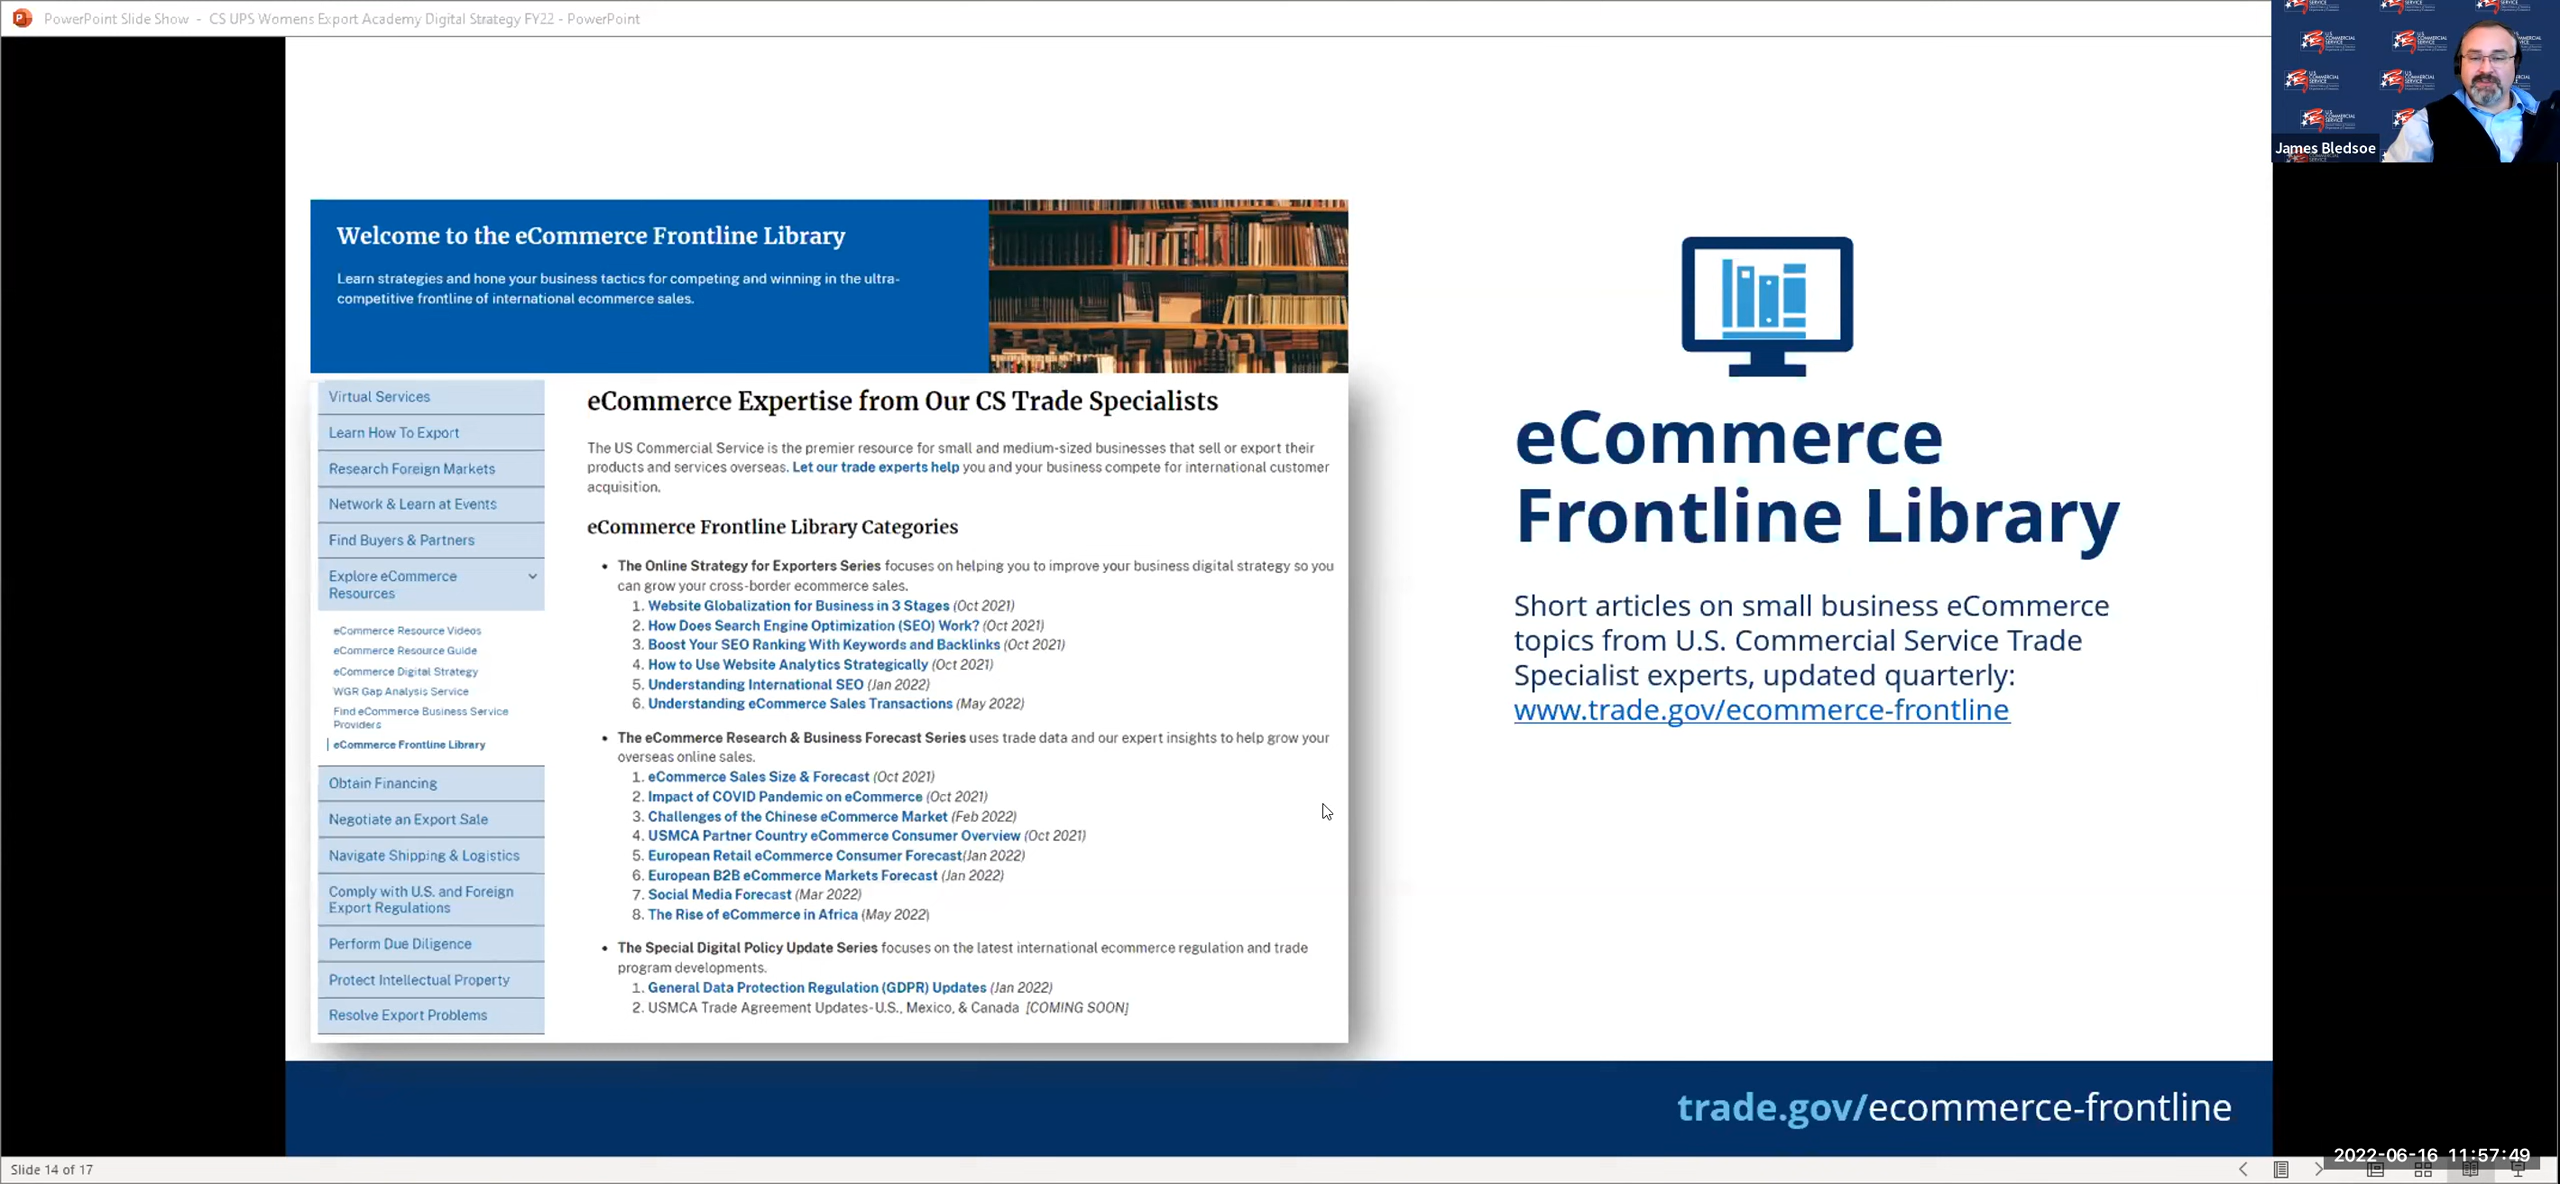 PowerPoint Slide Show - CS UPS Womens Export Academy Digital Strategy FY22 - PowerPoint
James Bledsoe
Welcome to the eCommerce Frontline Library
Learn strategies and hone your business tactics for competing and winning in the ultra-
competitive frontline of international ecommerce sales.
Virtual Services
Learn How To Export
Research Foreign Markets
Network & Learn at Events
Find Buyers & Partners
Explore eCommerce
Resources
eCommerce Resource Videos
eCommerce Resource Guide
eCommerce Digital Strategy
WGR Gap Analysis Service
Find eCommerce Business Service
Providers
eCommerce Frontline Library
Obtain Financing
Negotiate an Export Sale
Navigate Shipping & Logistics
Comply with U.S. and Foreign
Export Regulations
Perform Due Diligence
Protect Intellectual Property
Resolve Export Problems
eCommerce Expertise from Our CS Trade Specialists
The US Commercial Service is the premier resource for small and medium-sized businesses that sell or export their
products and services overseas. Let our trade experts help you and your business compete for international customer
acquisition.
eCommerce Frontline Library Categories
• The Online Strategy for Exporters Series focuses on helping you to improve your business digital strategy so you
can grow your cross-border ecommerce sales.
1. Website Globalization for Business in 3 Stages (Oct 2021)
2. How Does Search Engine Optimization (SEO) Work? (Oct 2021)
3. Boost Your SEO Ranking With Keywords and Backlinks (Oct 2021)
4. How to Use Website Analytics Strategically (Oct 2021)
5. Understanding International SEO (Jan 2022)
6. Understanding eCommerce Sales Transactions (May 2022)
• The eCommerce Research & Business Forecast Series uses trade data and our expert insights to help grow your
overseas online sales.
1. eCommerce Sales Size & Forecast (Oct 2021)
2. Impact of COVID Pandemic on eCommerce (Oct 2021)
3. Challenges of the Chinese eCommerce Market (Feb 2022)
4. USMCA Partner Country eCommerce Consumer Overview (Oct 2021)
5. European Retail eCommerce Consumer Forecast(Jan 2022)
6. European B2B eCommerce Markets Forecast (Jan 2022)
7. Social Media Forecast (Mar 2022)
8. The Rise of eCommerce in Africa (May 2022)
• The Special Digital Policy Update Series focuses on the latest international ecommerce regulation and trade
program developments.
1. General Data Protection Regulation (GDPR) Updates (Jan 2022)
2. USMCA Trade Agreement Updates-U.S., Mexico, & Canada [COMING SOON]
eCommerce
Frontline Library
Short articles on small business eCommerce
topics from U.S. Commercial Service Trade
Specialist experts, updated quarterly:
www.trade.gov/ecommerce-frontline
trade.gov/ecommerce-frontline
Slide 14 of 17
2022-06-16 11:57:49